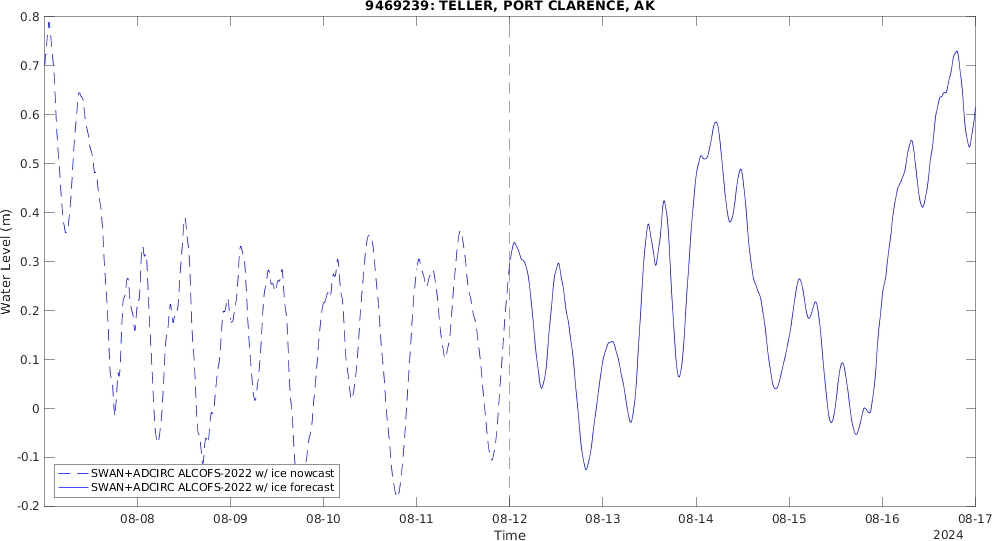 9469239: TELLER, PORT CLARENCE, AK
0.8
0.7
0.6
0.5
0.4
0.3
0.2
0.1
0
-0.1
-0.2
Water Level (m)
SWAN+ADCIRC ALCOFS-2022 w/ ice nowcast
SWAN+ADCIRC ALCOFS-2022 w/ ice forecast
08-08 08-09 08-10 08-11 08-12 08-13 08-14 08-15 08-16 08-17
Time
2024